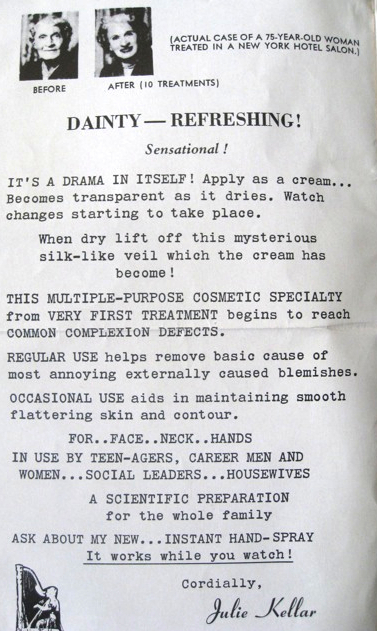 (ACTUAL CASE OF A 75-YEAR-OLD WOMAN
TREATED IN A NEW YORK HOTEL SALON.)
BEFORE
AFTER (10 TREATMENTS)
DAINTY — REFRESHING!
Sensational!
IT'S A DRAMA IN ITSELF! Apply as a cream...
Becomes transparent as it dries. Watch
changes starting to take place.
When dry lift off this mysterious
silk-like veil which the cream has
become!
THIS MULTIPLE-PURPOSE COSMETIC SPECIALTY
from VERY FIRST TREATMENT begins to reach
COMMON COMPLEXION DEFECTS.
REGULAR USE helps remove basic cause of
most annoying externally caused blemishes.
OCCASIONAL USE aids in maintaining smooth
flattering skin and contour.
FOR..FACE..NECK..HANDS
IN USE BY TEEN-AGERS, CAREER MEN AND
WOMEN...SOCIAL LEADERS...HOUSEWIVES
A SCIENTIFIC PREPARATION
for the whole family
ASK ABOUT MY NEW...INSTANT HAND-SPRAY
It works while you watch!
Cordially,
Julie Kellar